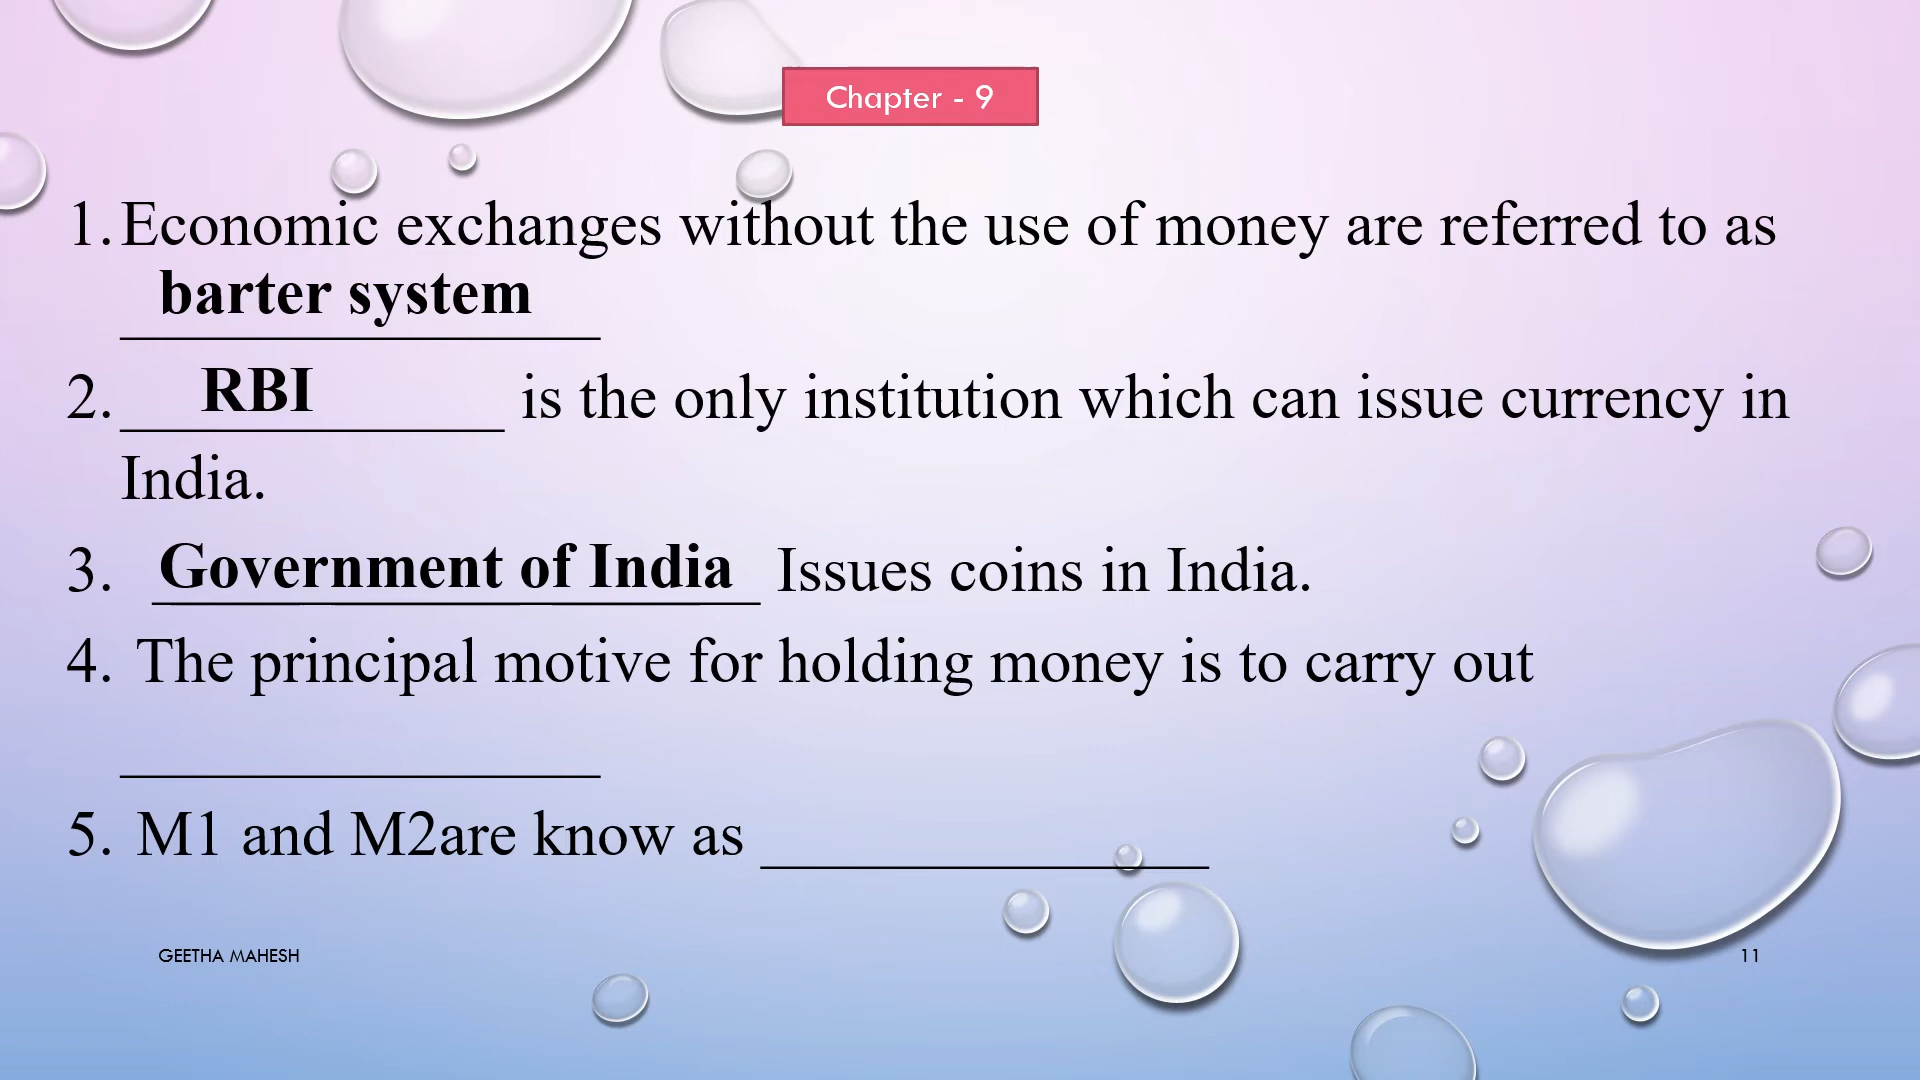 Chapter - 9
1. Economic exchanges without the use of money are referred to as
barter system
2. RBI is the only institution which can issue currency in
India.
3. Government of India Issues coins in India.
4. The principal motive for holding money is to carry out
_______________
5. M1 and M2are know as ______________
GEETHA MAHESH
11